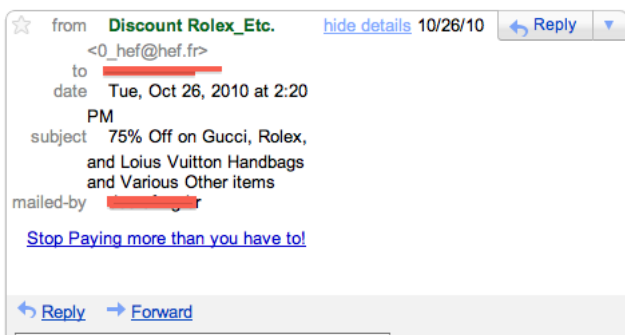 from Discount Rolex_Etc. hide details 10/26/10 Reply
<0_hef@hef.fr>
to
date Tue, Oct 26, 2010 at 2:20
PM
subject 75% Off on Gucci, Rolex,
and Loius Vuitton Handbags
and Various Other items
mailed-by
Stop Paying more than you have to!
Reply Forward